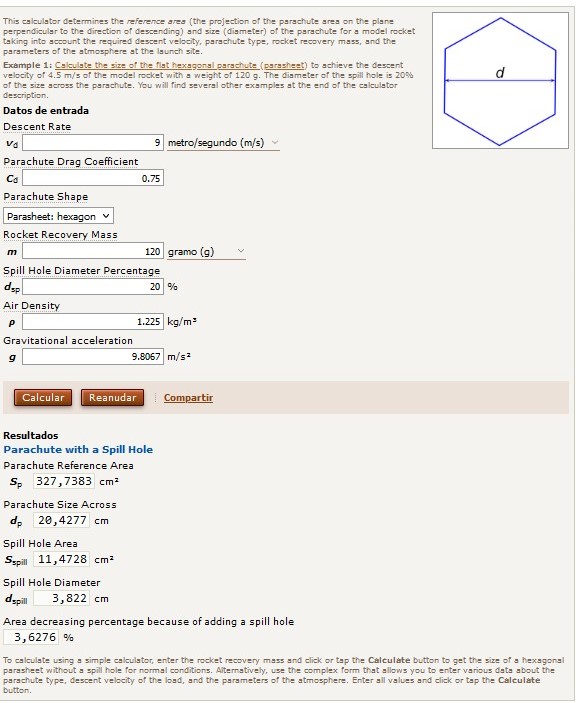 This calculator determines the reference area (the projection of the parachute area on the plane
perpendicular to the direction of descending) and size (diameter) of the parachute for a model rocket
taking into account the required descent velocity, parachute type, rocket recovery mass, and the
parameters of the atmosphere at the launch site.
Example 1: Calculate the size of the flat hexagonal parachute (parasheet) to achieve the descent
velocity of 4.5 m/s of the model rocket with a weight of 120 g. The diameter of the spill hole is 20%
of the size across the parachute. You will find several other examples at the end of the calculator
description.
d
Datos de entrada
Descent Rate
vd 9 metro/segundo (m/s)
Parachute Drag Coefficient
Cd 0.75
Parachute Shape
Parasheet: hexagon
Rocket Recovery Mass
m 120 gramo (g)
Spill Hole Diameter Percentage
dsp 20 %
Air Density
ρ 1.225 kg/m³
Gravitational acceleration
g 9.8067 m/s²
Calcular Reanudar Compartir
Resultados
Parachute with a Spill Hole
Parachute Reference Area
Sp 327,7383 cm²
Parachute Size Across
dp 20,4277 cm
Spill Hole Area
Sspill 11,4728 cm²
Spill Hole Diameter
dspill 3,822 cm
Area decreasing percentage because of adding a spill hole
3,6276 %
To calculate using a simple calculator, enter the rocket recovery mass and click or tap the Calculate button to get the size of a hexagonal
parasheet without a spill hole for normal conditions. Alternatively, use the complex form that allows you to enter various data about the
parachute type, descent velocity of the load, and the parameters of the atmosphere. Enter all values and click or tap the Calculate
button.